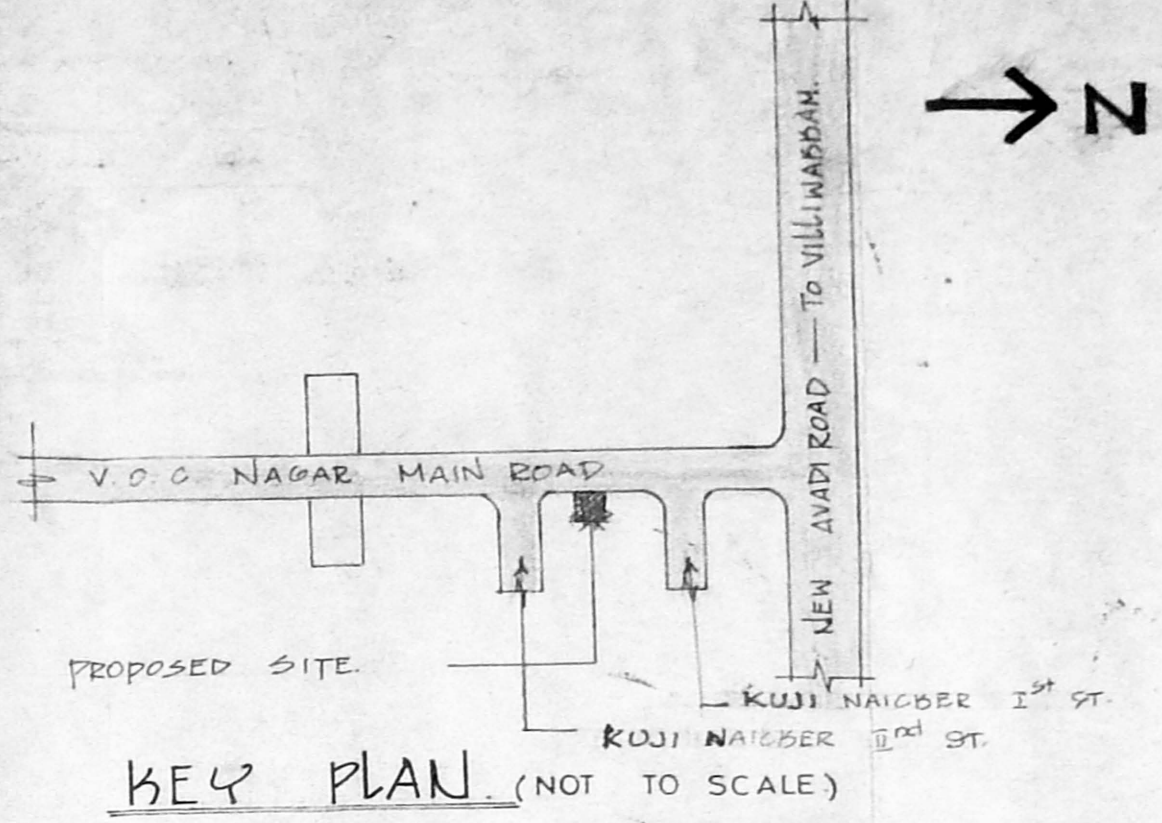 N
NEW AVADI ROAD — TO VILLIWAKKAM.
V.O.C. NAGAR MAIN ROAD
PROPOSED SITE.
KUJI NAICKER Ist ST.
KUJI NAICKER IInd ST.
KEY PLAN. (NOT TO SCALE.)